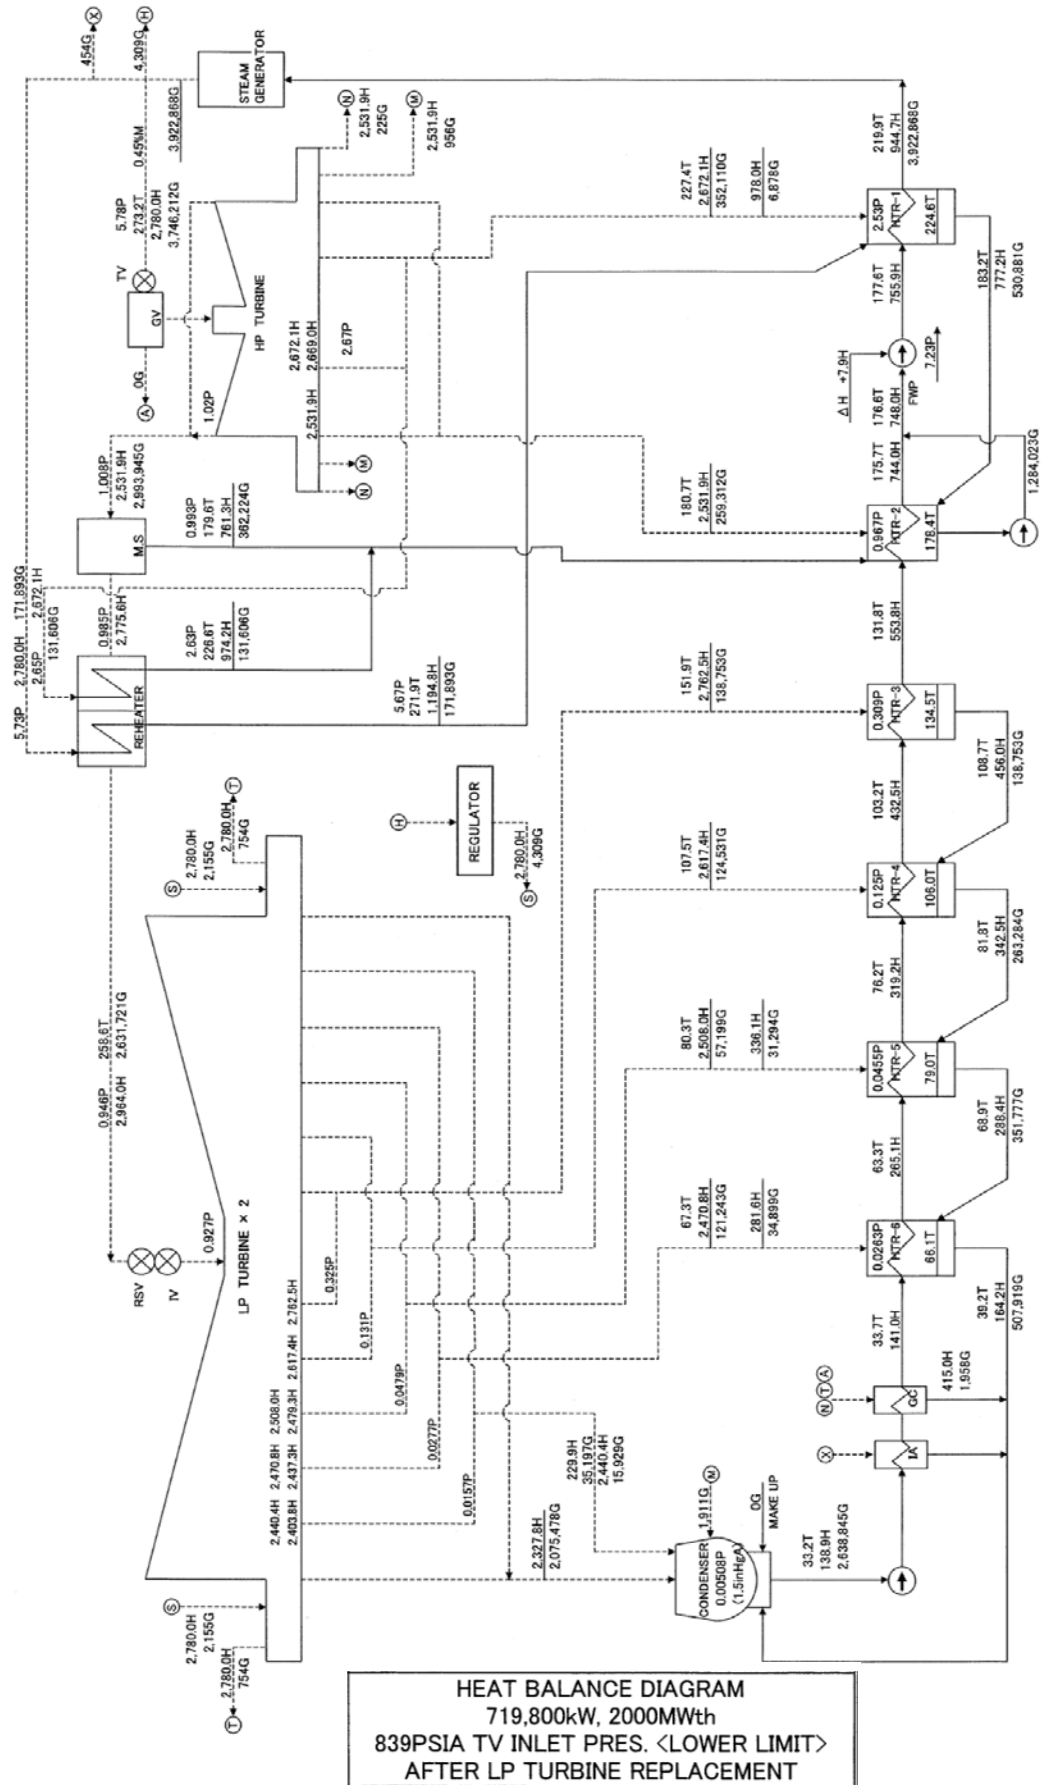 X
454G
4,309G
H
STEAM
GENERATOR
3,922,868G
0.45%M
5.78P
273.2T
2,780.0H
3,746,212G
TV
GV
0G
A
HP TURBINE
1.02P
2,672.1H
2,669.0H
2,531.9H
2.67P
N
2,531.9H
225G
M
2,531.9H
956G
M
N
1.008P
2,531.9H
2,993,945G
M.S
0.993P
179.6T
761.3H
362,224G
5.73P
2,780.0H
171,893G
2.65P
2,672.1H
131,606G
0.985P
2,775.6H
REHEATER
2.63P
226.6T
974.2H
131,606G
5.67P
271.9T
1,194.8H
171,893G
227.4T
2,672.1H
352,110G
978.0H
6,878G
219.9T
944.7H
3,922,868G
2.53P
HTR-1
224.6T
177.6T
755.9H
183.2T
777.2H
530,881G
ΔH +7.9H
7.23P
176.6T
748.0H
FWP
175.7T
744.0H
1,284,023G
180.7T
2,531.9H
259,312G
0.967P
HTR-2
178.4T
131.8T
553.8H
151.9T
2,762.5H
138,753G
0.309P
HTR-3
134.5T
103.2T
432.5H
108.7T
456.0H
138,753G
107.5T
2,617.4H
124,531G
0.125P
HTR-4
106.0T
76.2T
319.2H
81.8T
342.5H
263,284G
80.3T
2,508.0H
57,199G
336.1H
31,294G
0.0455P
HTR-5
79.0T
63.3T
265.1H
68.9T
288.4H
351,777G
67.3T
2,470.8H
121,243G
281.6H
34,899G
0.0263P
HTR-6
66.1T
33.7T
141.0H
39.2T
164.2H
507,919G
N T A
GC
415.0H
1,958G
X
IA
H
REGULATOR
2,780.0H
4,309G
S
T
2,780.0H
754G
S
2,780.0H
2,155G
0.946P
2,964.0H
258.6T
2,631,721G
RSV
IV
0.927P
LP TURBINE × 2
2,762.5H
0.325P
2,617.4H
0.131P
2,508.0H
2,479.3H
0.0479P
2,470.8H
2,437.3H
0.0277P
2,440.4H
2,403.8H
0.0157P
S
2,780.0H
2,155G
2,780.0H
754G
T
2,327.8H
2,075,478G
229.9H
35,197G
2,440.4H
15,929G
1,911G
M
CONDENSER
0.00508P
(1.5inHgA)
0G
MAKE UP
33.2T
138.9H
2,638,845G
HEAT BALANCE DIAGRAM
719,800kW, 2000MWth
839PSIA TV INLET PRES. <LOWER LIMIT>
AFTER LP TURBINE REPLACEMENT